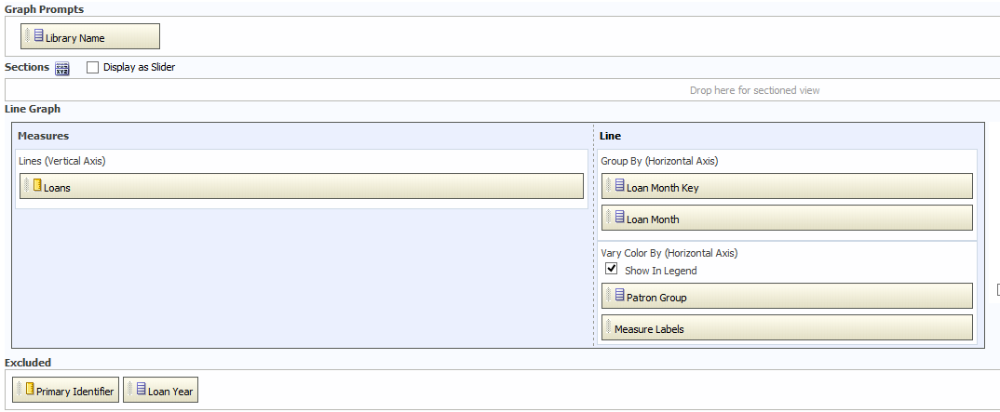 Graph Prompts
Library Name
Sections Display as Slider
Drop here for sectioned view
Line Graph
Measures
Lines (Vertical Axis)
Loans
Line
Group By (Horizontal Axis)
Loan Month Key
Loan Month
Vary Color By (Horizontal Axis)
Show In Legend
Patron Group
Measure Labels
Excluded
Primary Identifier Loan Year